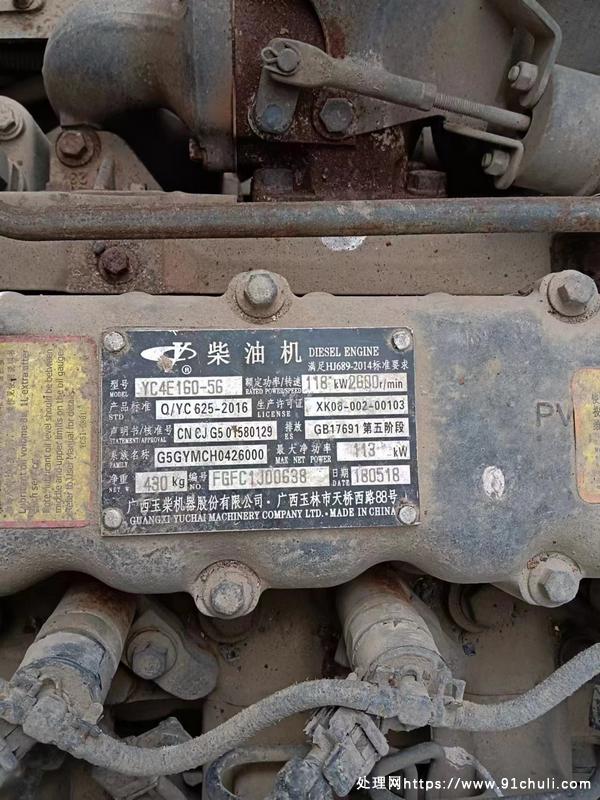 柴油机 DIESEL ENGINE
®
满足HJ689-2014标准要求
型号 MODEL YC4E160-56 额定功率/转速 RATED POWER/SPEED 118 kW 2600 r/min
产品标准 Q/YC 625-2016 生产许可证 LICENSE XK08-002-00103
声明书/核准号 STATEMENT/APPROVAL CN CJ G5 01580129 排放 ES GB17691 第五阶段
系族名称 FAMILY G5GYMCH0426000 最大净功率 MAX NET POWER 113 kW
净重 NET W 430 kg 编号 FGFC1JD0638 日期 DATE 180518
广西玉柴机器股份有限公司·广西玉林市天桥西路88号
GUANGXI YUCHAI MACHINERY COMPANY LTD. · MADE IN CHINA
处理网https://www.91chuli.com